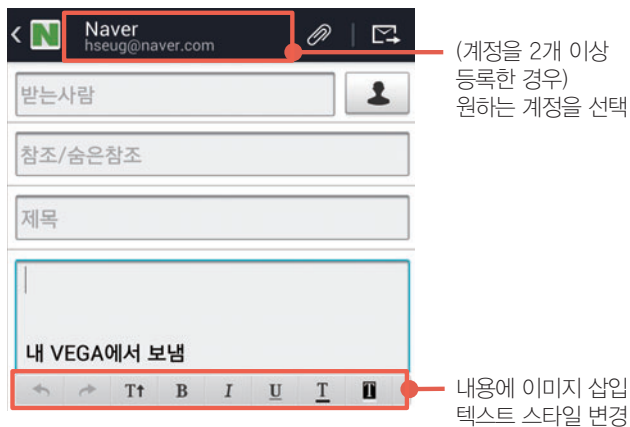 N
Naver
hseug@naver.com
(계정을 2개 이상
등록한 경우)
원하는 계정을 선택
받는사람
참조/숨은참조
제목
내 VEGA에서 보냄
T↑ B I U T T
내용에 이미지 삽입
텍스트 스타일 변경